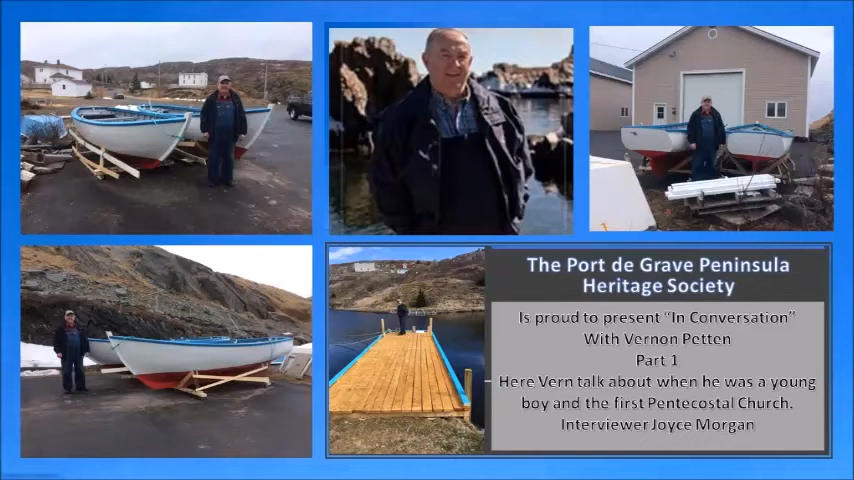 The Port de Grave Peninsula
Heritage Society
Is proud to present “In Conversation”
With Vernon Petten
Part 1
Here Vern talk about when he was a young
boy and the first Pentecostal Church.
Interviewer Joyce Morgan